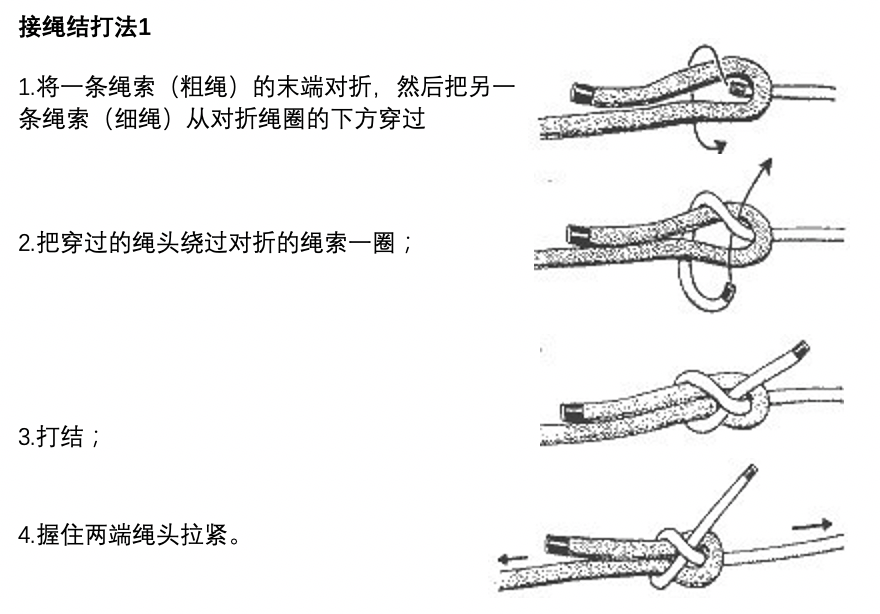 接绳结打法1
1.将一条绳索（粗绳）的末端对折，然后把另一
条绳索（细绳）从对折绳圈的下方穿过
2.把穿过的绳头绕过对折的绳索一圈；
3.打结；
4.握住两端绳头拉紧。